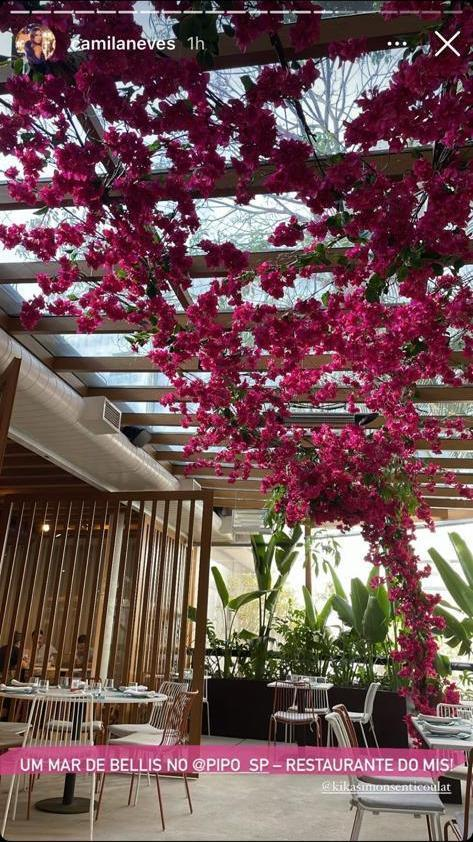 camilaneves 1h
UM MAR DE BELLIS NO @PIPO_SP – RESTAURANTE DO MIS!
@kikasimonsenticoulat